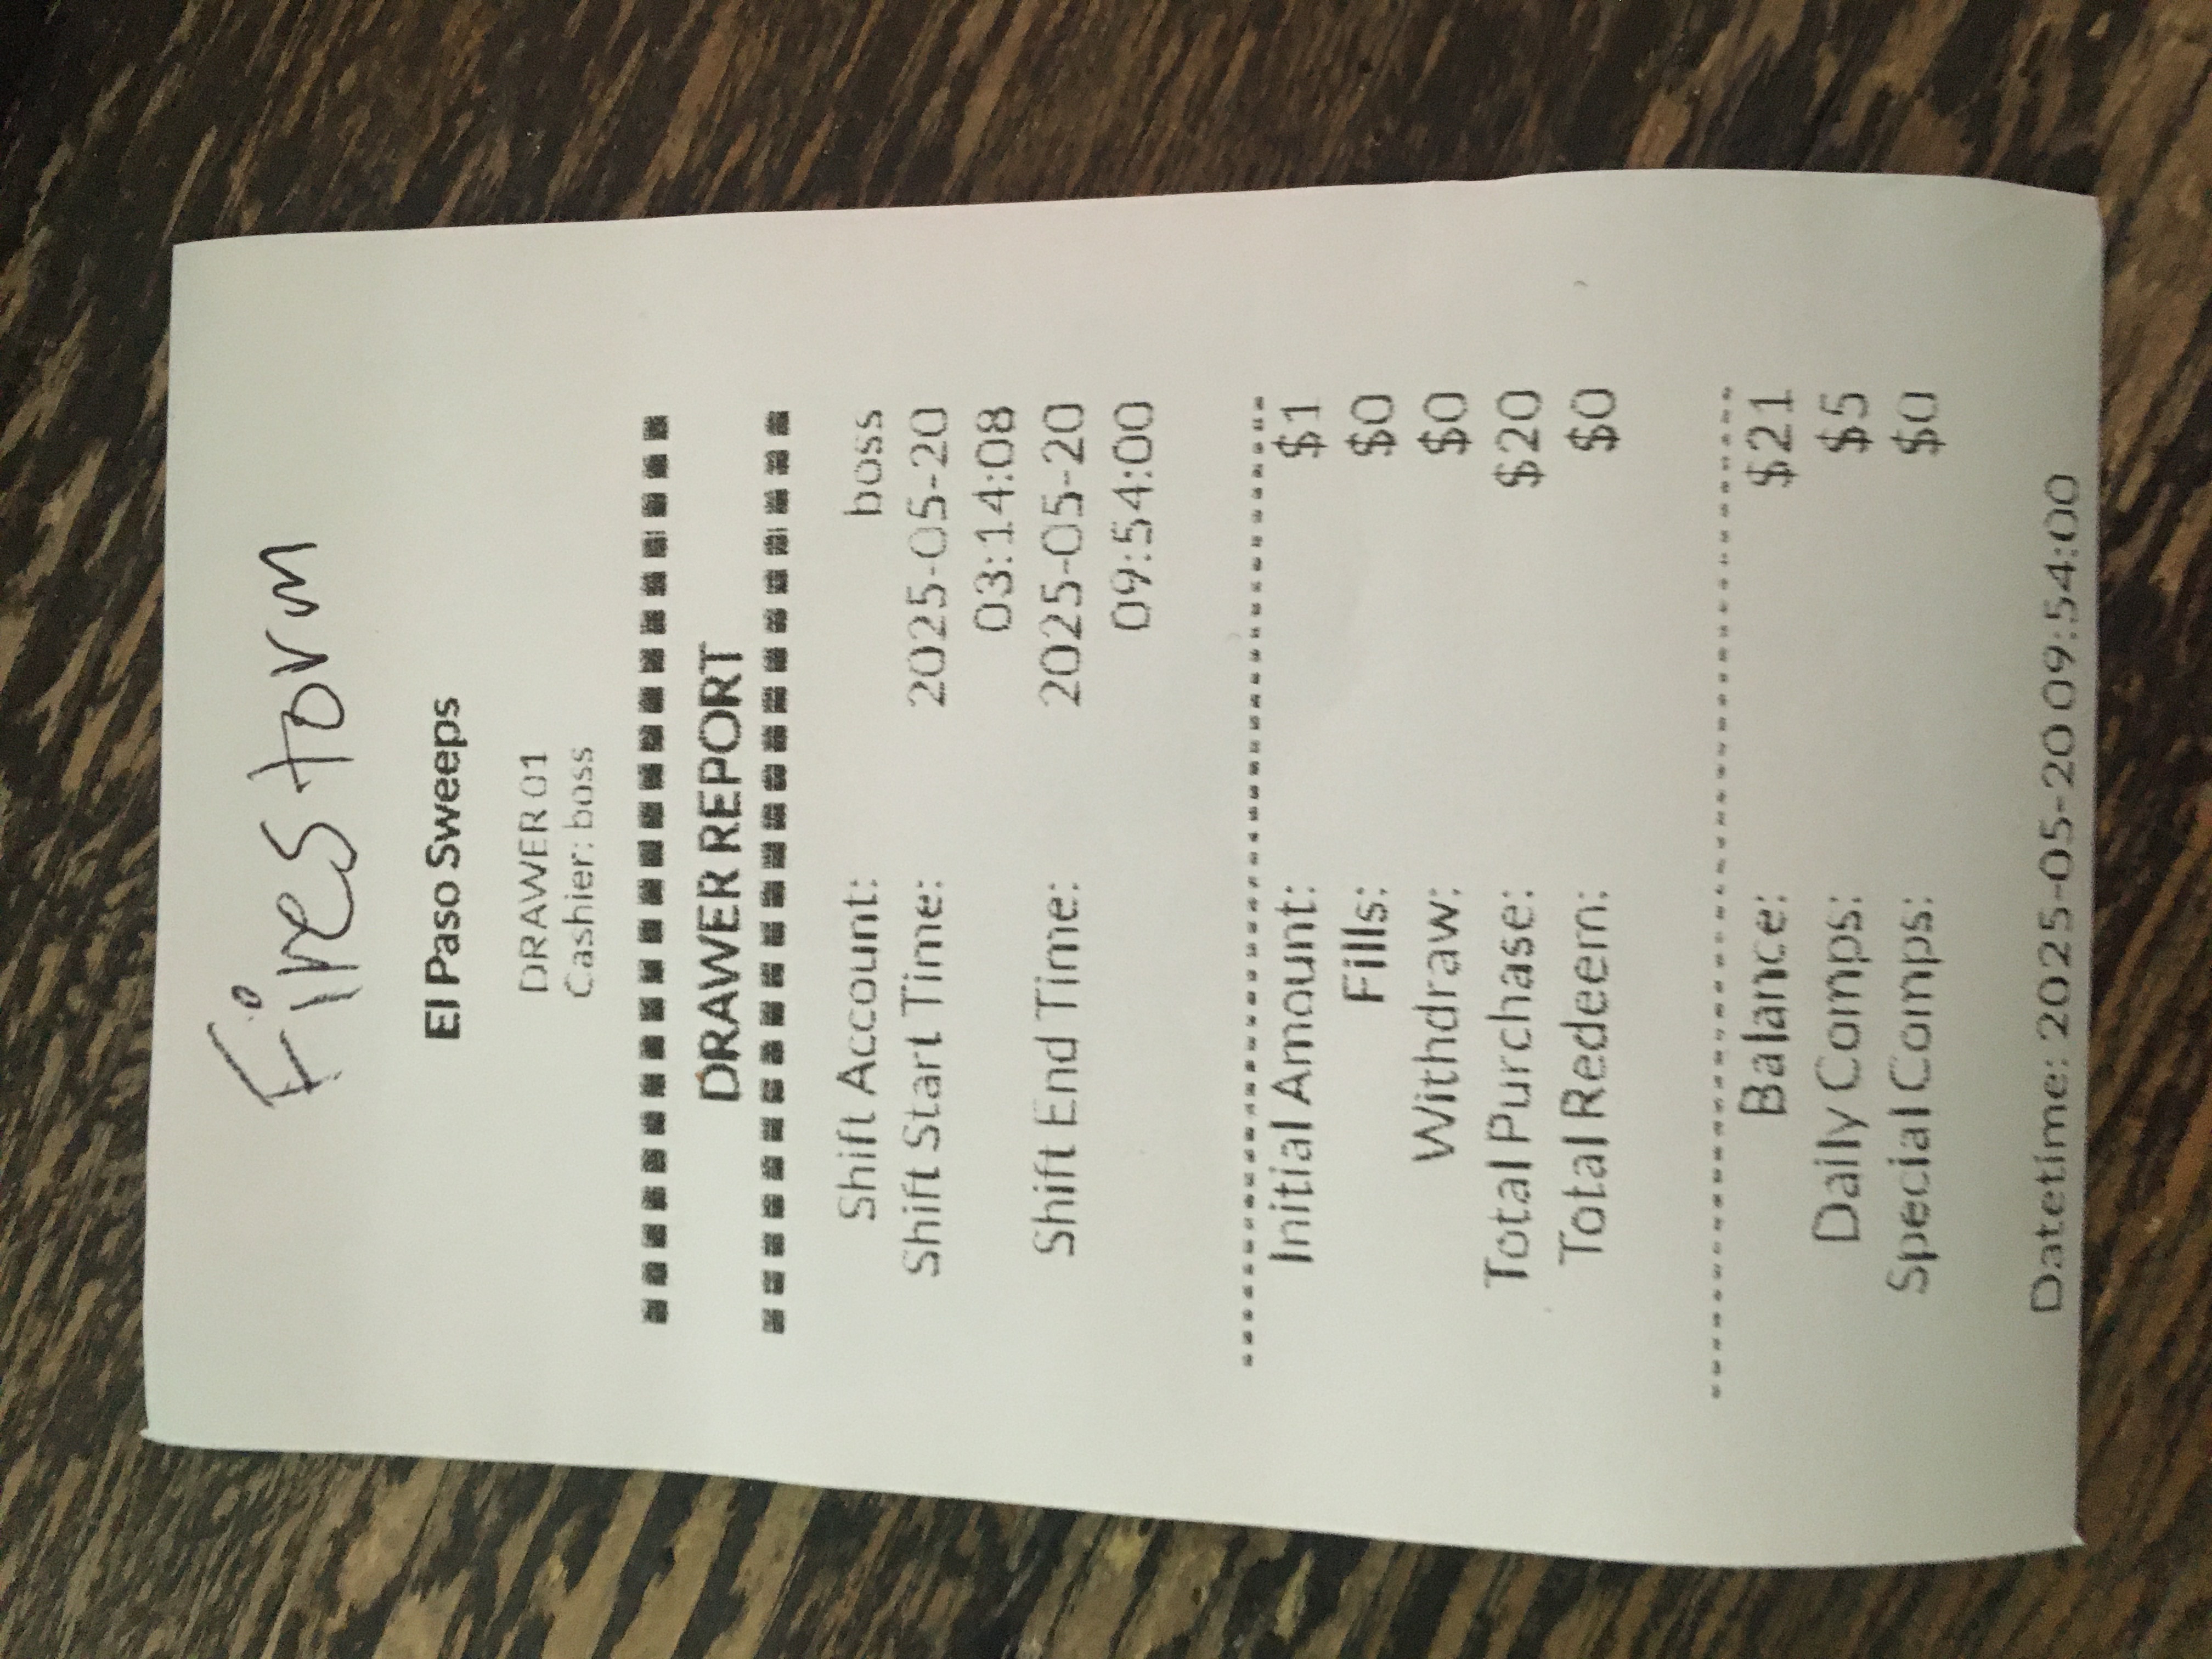 Firestorm
El Paso Sweeps
DRAWER 01
Cashier: boss
DRAWER REPORT
Shift Account: boss
Shift Start Time: 2025-05-20
03:14:08
Shift End Time: 2025-05-20
09:54:00
Initial Amount: $1
Fills: $0
Withdraw: $0
Total Purchase: $20
Total Redeem: $0
Balance: $21
Daily Comps: $5
Special Comps: $0
Datetime: 2025-05-20 09:54:00